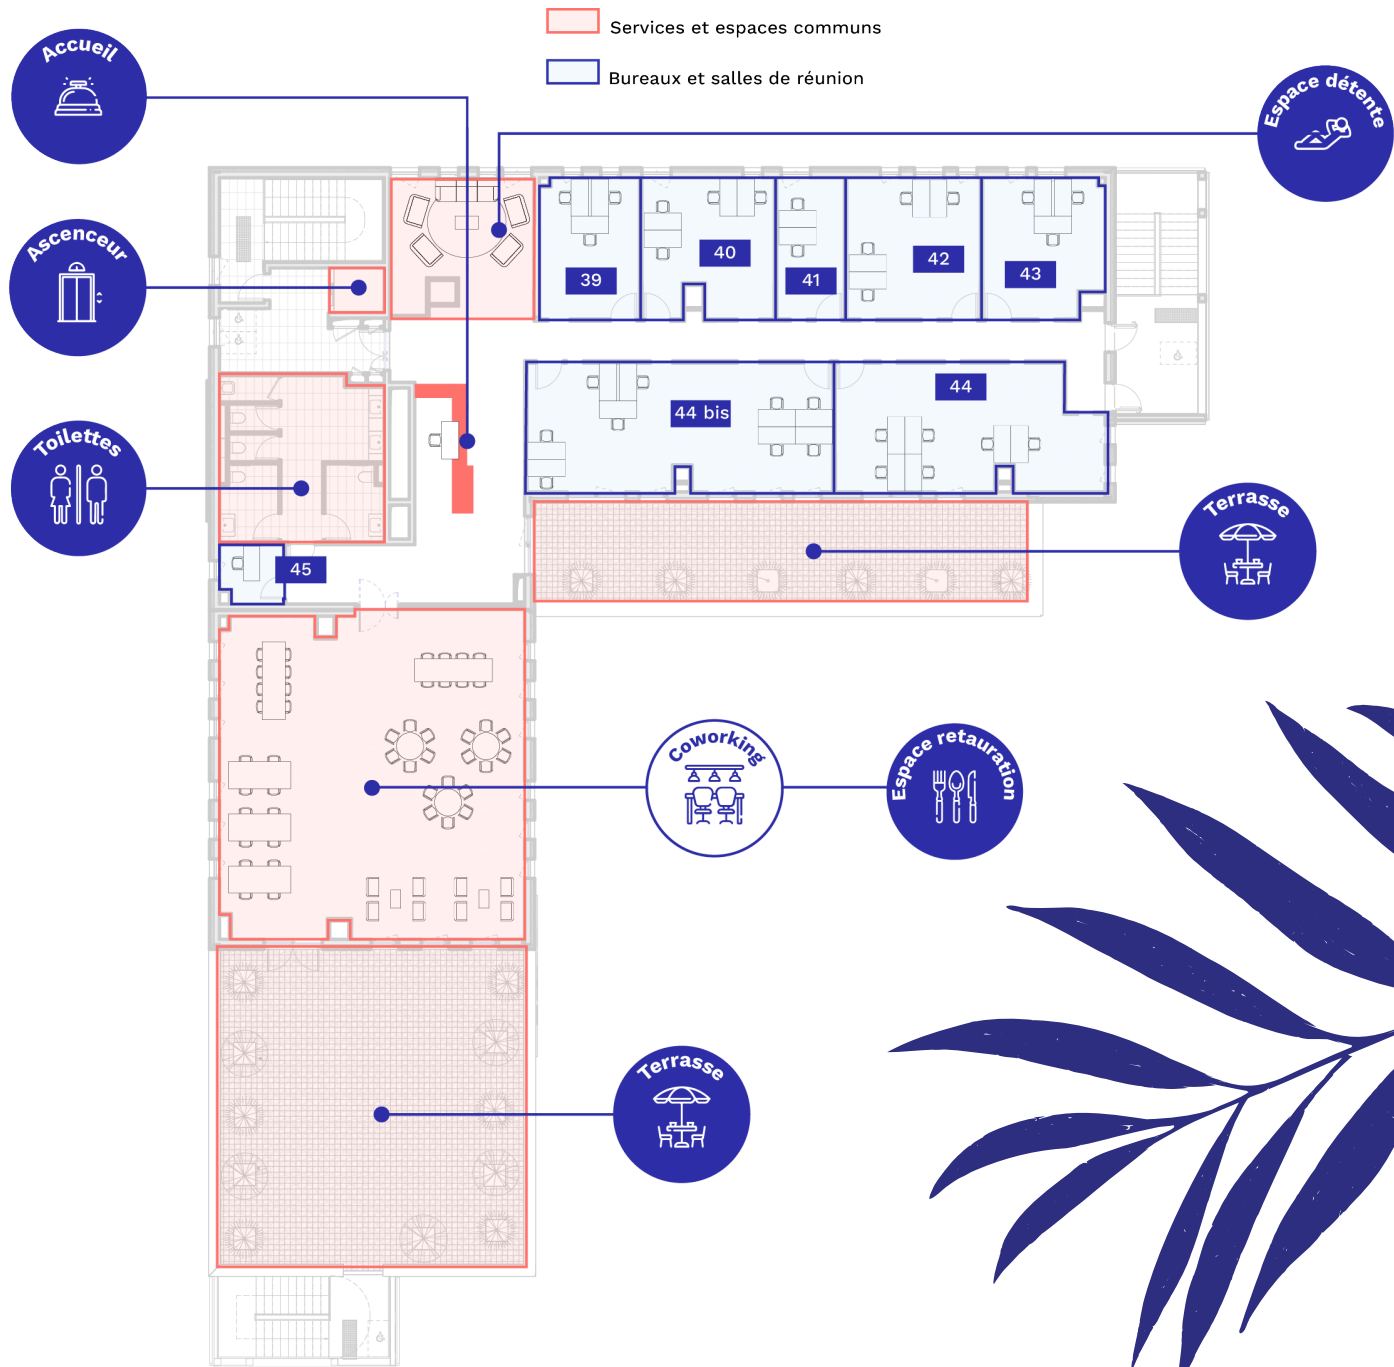 Services et espaces communs
Bureaux et salles de réunion
Accueil
Espace détente
Ascenceur
39
40
41
42
43
44 bis
44
Toilettes
Terrasse
45
Coworking
Espace retauration
Terrasse